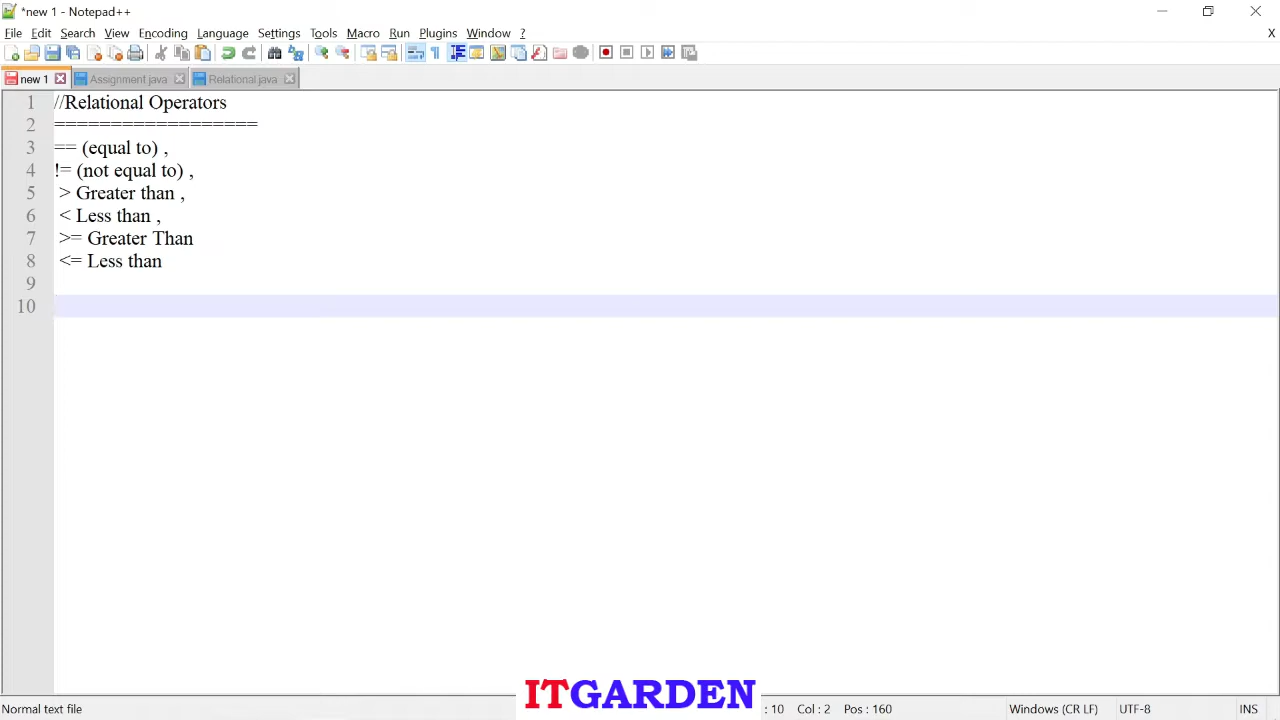 *new 1 - Notepad++
File Edit Search View Encoding Language Settings Tools Macro Run Plugins Window ? X
new 1 Assignment.java Relational.java
1 //Relational Operators
2 ==================
3 == (equal to) ,
4 != (not equal to) ,
5 > Greater than ,
6 < Less than ,
7 >= Greater Than
8 <= Less than
9
10
ITGARDEN
Normal text file : 10 Col : 2 Pos : 160 Windows (CR LF) UTF-8 INS